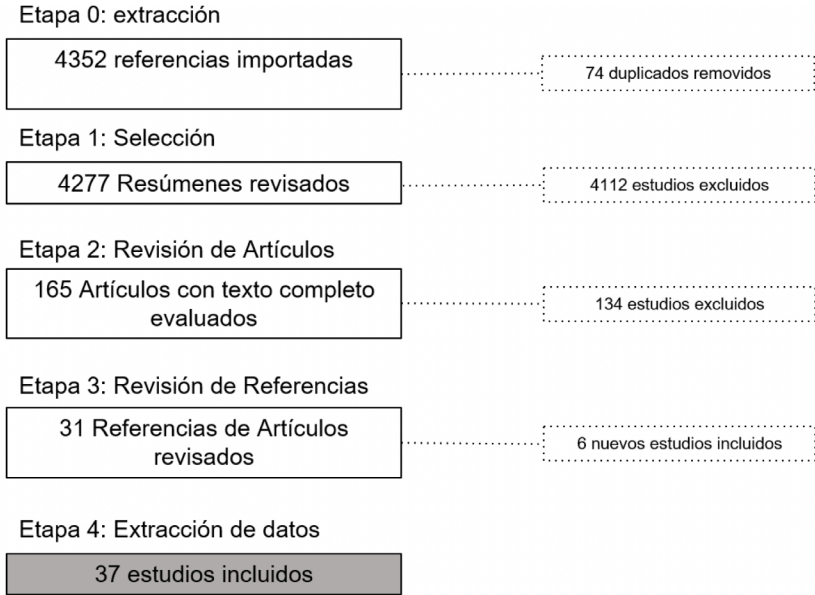 Etapa 0: extracción
4352 referencias importadas
74 duplicados removidos
Etapa 1: Selección
4277 Resúmenes revisados
4112 estudios excluidos
Etapa 2: Revisión de Artículos
165 Artículos con texto completo
evaluados
134 estudios excluidos
Etapa 3: Revisión de Referencias
31 Referencias de Artículos
revisados
6 nuevos estudios incluidos
Etapa 4: Extracción de datos
37 estudios incluidos